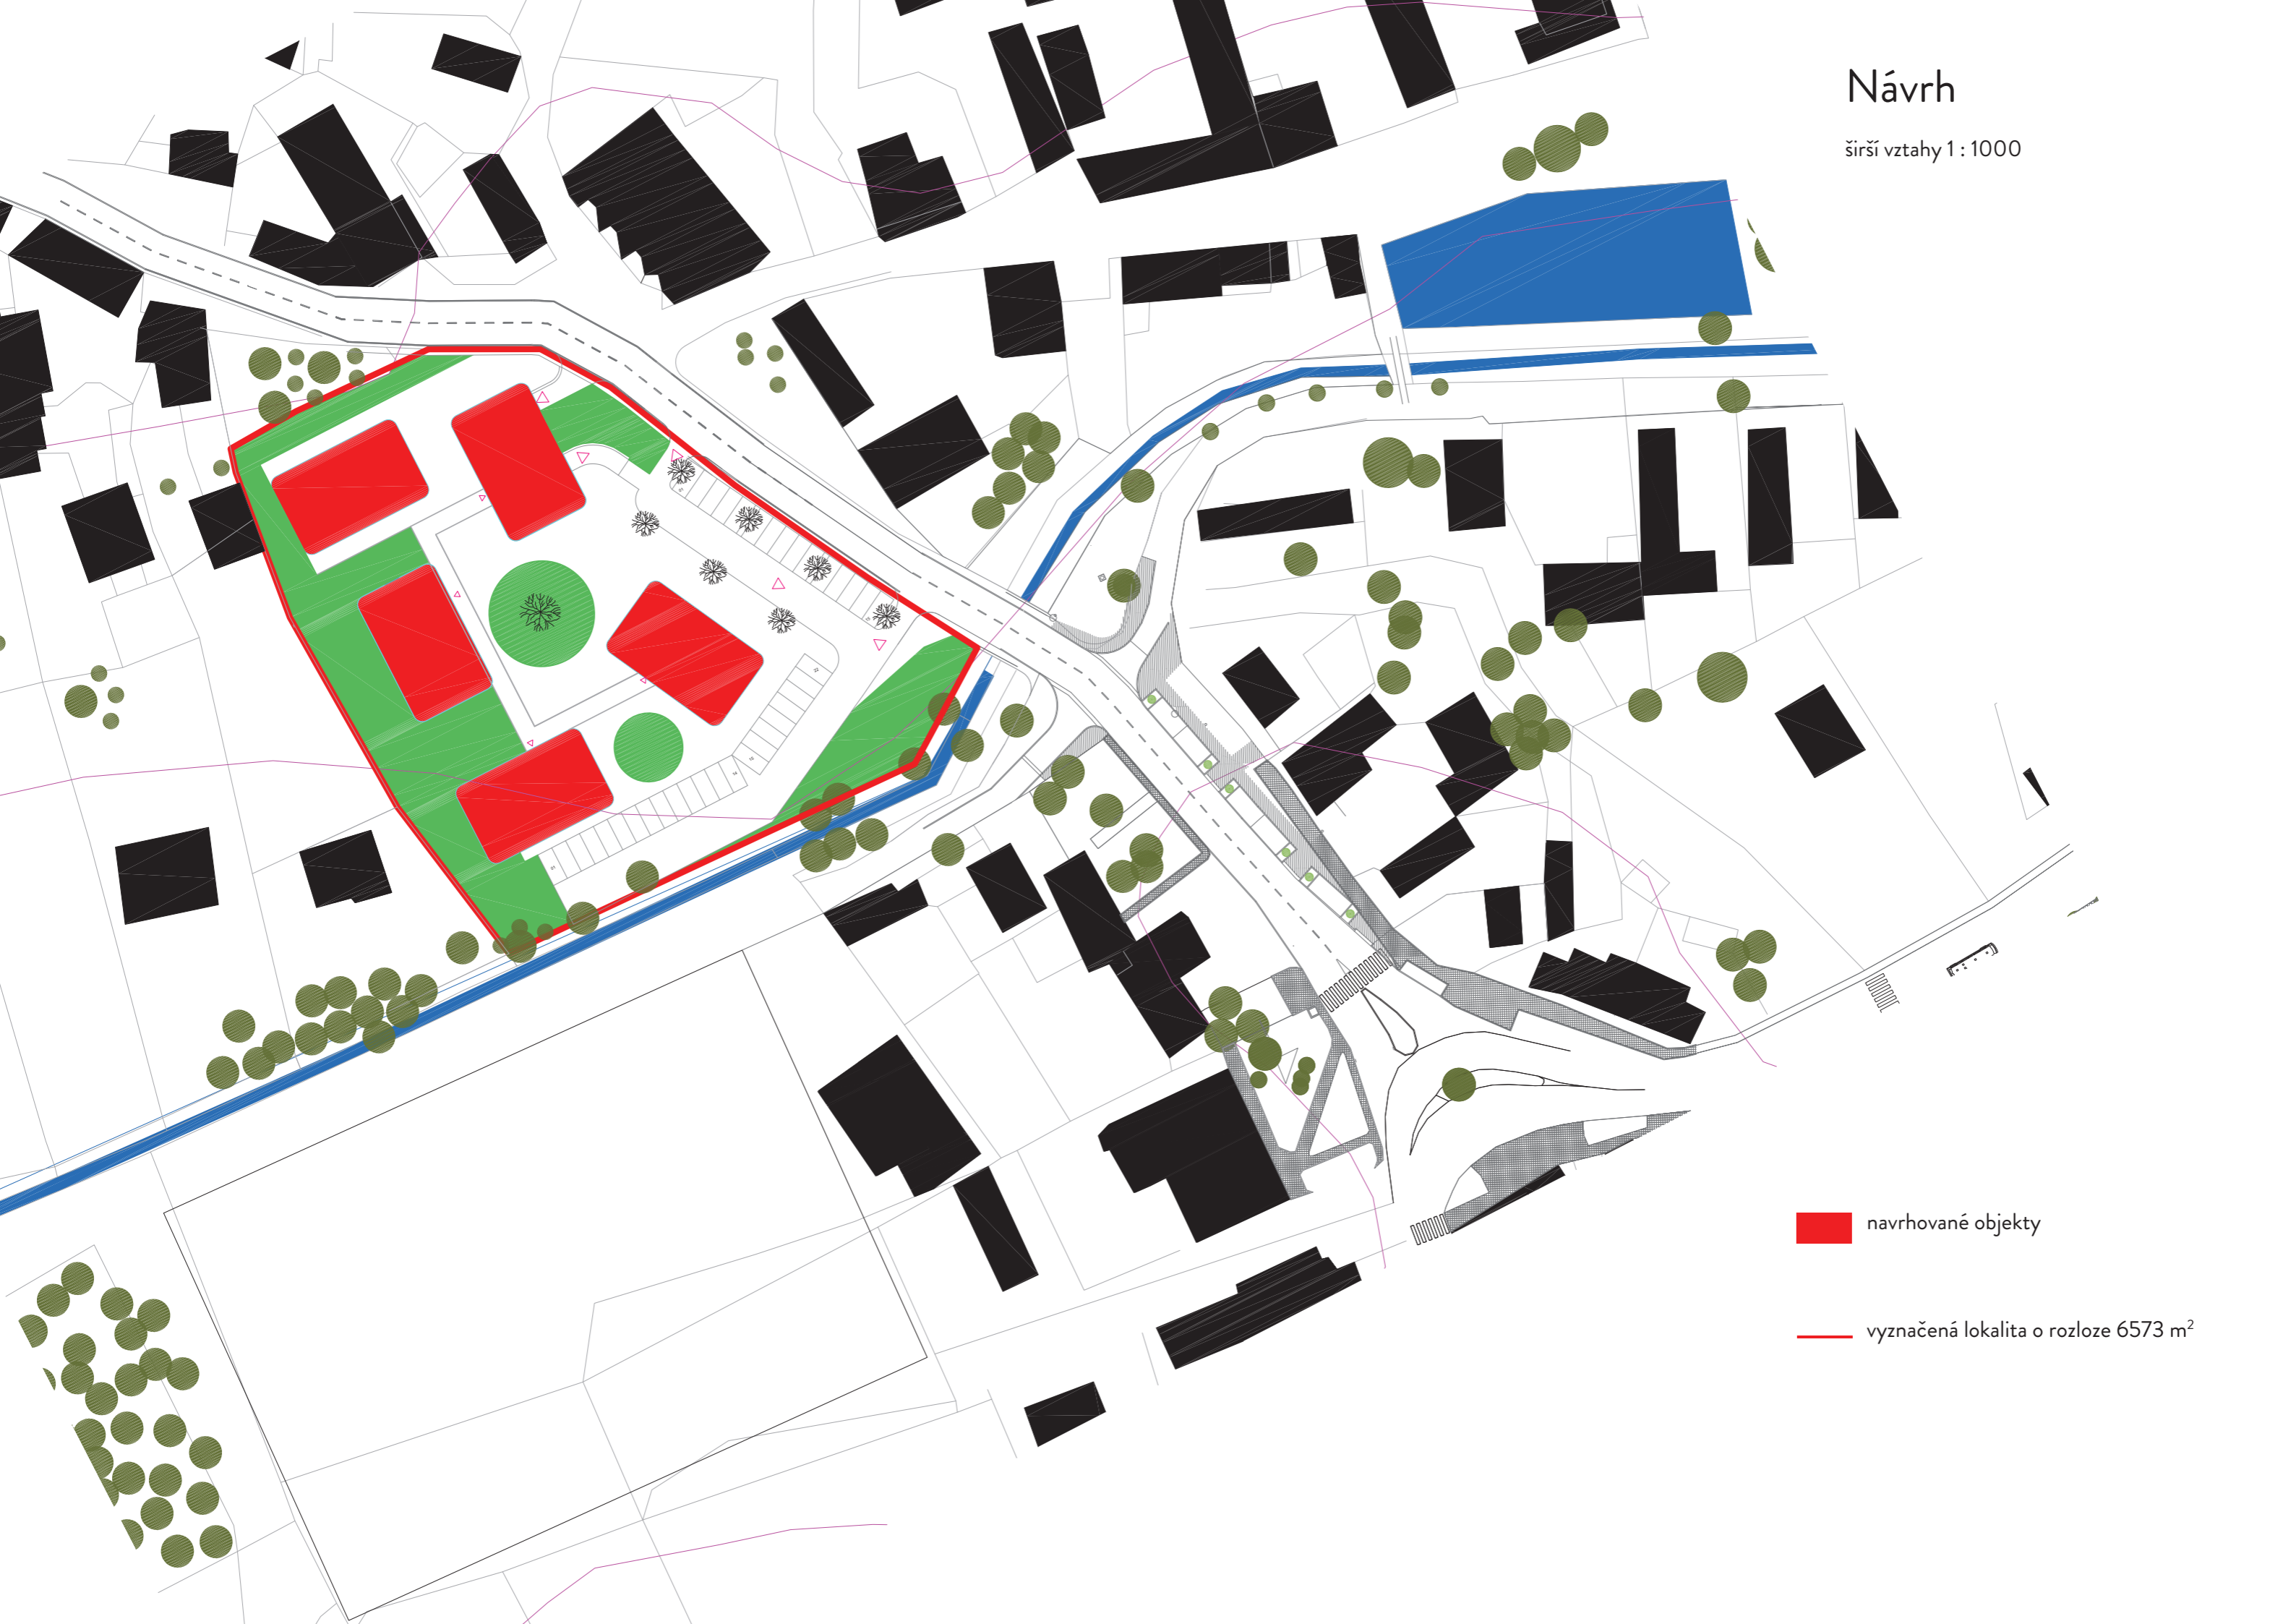 Návrh
širší vztahy 1 : 1000
navrhované objekty
vyznačená lokalita o rozloze 6573 m²